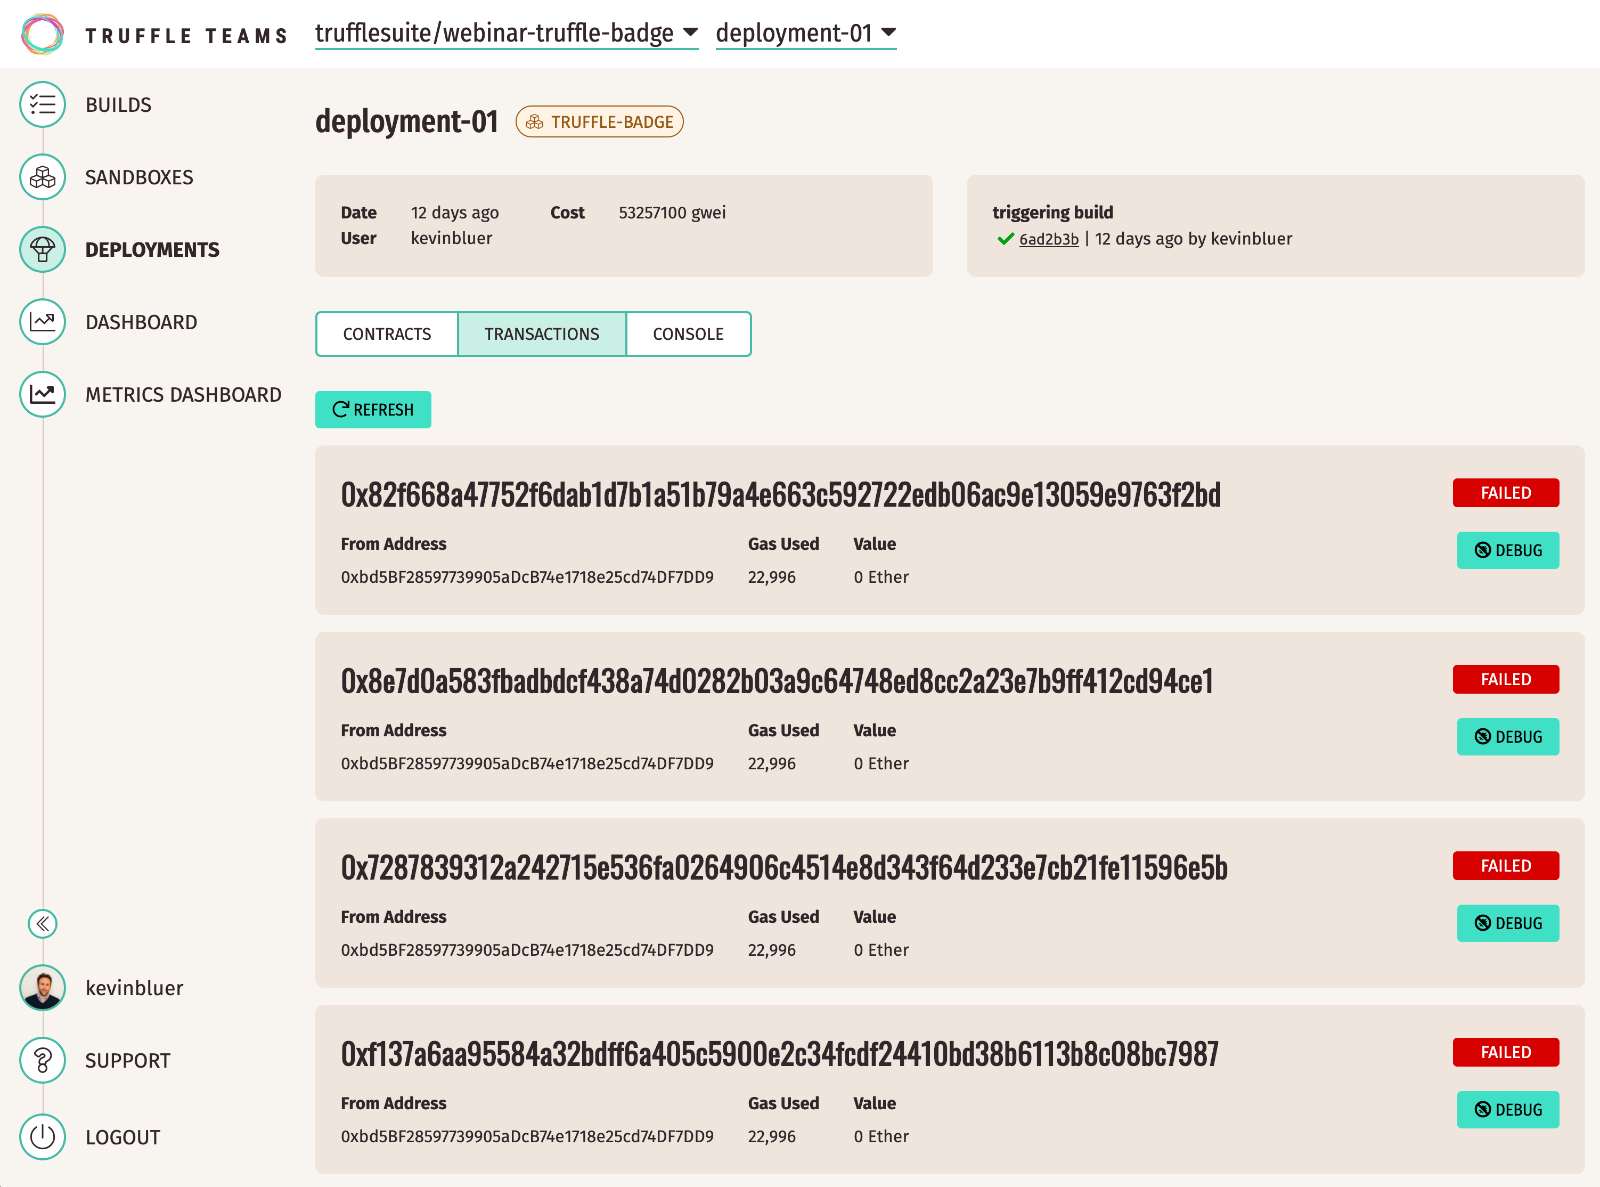 TRUFFLE TEAMS
trufflesuite/webinar-truffle-badge
deployment-01
BUILDS
SANDBOXES
DEPLOYMENTS
DASHBOARD
METRICS DASHBOARD
kevinbluer
SUPPORT
LOGOUT
deployment-01 TRUFFLE-BADGE
Date 12 days ago Cost 53257100 gwei
User kevinbluer
triggering build
6ad2b3b | 12 days ago by kevinbluer
CONTRACTS TRANSACTIONS CONSOLE
REFRESH
0x82f668a47752f6dab1d7b1a51b79a4e663c592722edb06ac9e13059e9763f2bd FAILED
From Address Gas Used Value DEBUG
0xbd5BF28597739905aDcB74e1718e25cd74DF7DD9 22,996 0 Ether
0x8e7d0a583fbadbdcf438a74d0282b03a9c64748ed8cc2a23e7b9ff412cd94ce1 FAILED
From Address Gas Used Value DEBUG
0xbd5BF28597739905aDcB74e1718e25cd74DF7DD9 22,996 0 Ether
0x7287839312a242715e536fa0264906c4514e8d343f64d233e7cb21fe11596e5b FAILED
From Address Gas Used Value DEBUG
0xbd5BF28597739905aDcB74e1718e25cd74DF7DD9 22,996 0 Ether
0xf137a6aa95584a32bdff6a405c5900e2c34fcdf24410bd38b6113b8c08bc7987 FAILED
From Address Gas Used Value DEBUG
0xbd5BF28597739905aDcB74e1718e25cd74DF7DD9 22,996 0 Ether